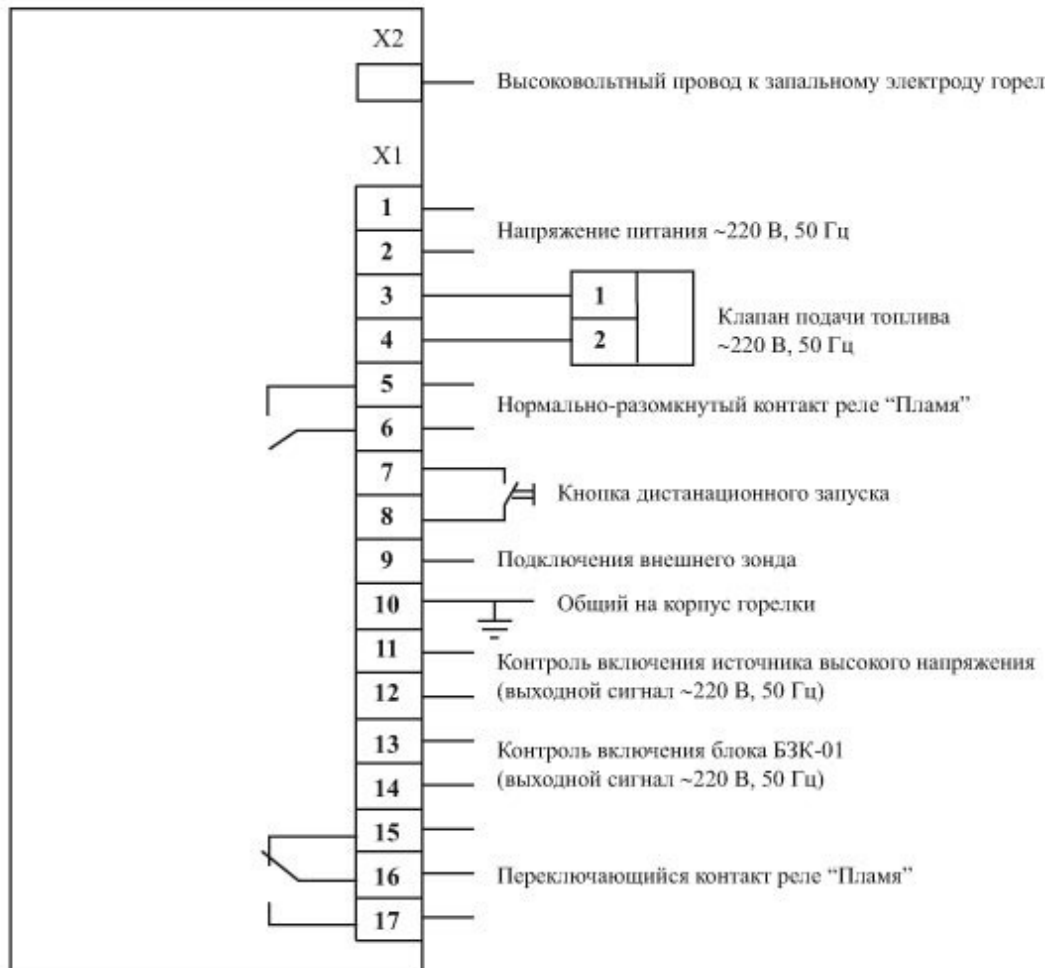 X2
Высоковольтный провод к запальному электроду горел
X1
1
Напряжение питания ~220 В, 50 Гц
2
3
1
Клапан подачи топлива
4
2
~220 В, 50 Гц
5
Нормально-разомкнутый контакт реле “Пламя”
6
7
Кнопка дистанационного запуска
8
9
Подключения внешнего зонда
10
Общий на корпус горелки
11
Контроль включения источника высокого напряжения
12
(выходной сигнал ~220 В, 50 Гц)
13
Контроль включения блока БЗК-01
14
(выходной сигнал ~220 В, 50 Гц)
15
16
Переключающийся контакт реле “Пламя”
17